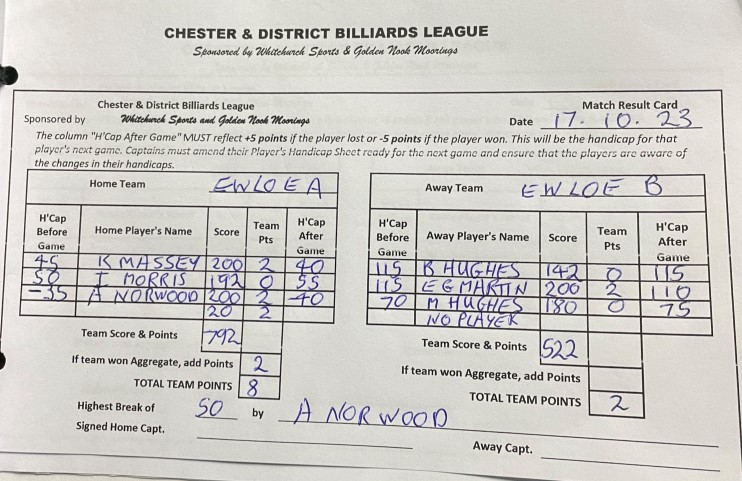 CHESTER & DISTRICT BILLIARDS LEAGUE
Sponsored by Whitchurch Sports & Golden Nook Moorings
Chester & District Billiards League Match Result Card
Sponsored by Whitchurch Sports and Golden Nook Moorings Date 17.10.23
The column "H'Cap After Game" MUST reflect +5 points if the player lost or -5 points if the player won. This will be the handicap for that
player's next game. Captains must amend their Player's Handicap Sheet ready for the next game and ensure that the players are aware of
the changes in their handicaps.
Home Team EWLOE A
H'Cap Before Game Home Player's Name Score Team Pts H'Cap After Game
45 K MASSEY 200 2 40
50 I MORRIS 192 0 55
-35 A NORWOOD 200 2 -40
20 2
Team Score & Points 792
If team won Aggregate, add Points 2
TOTAL TEAM POINTS 8
Away Team EWLOE B
H'Cap Before Game Away Player's Name Score Team Pts H'Cap After Game
115 B HUGHES 142 0 115
115 EG MARTIN 200 2 110
70 M HUGHES 180 0 75
NO PLAYER
Team Score & Points 522
If team won Aggregate, add Points
TOTAL TEAM POINTS 2
Highest Break of 50 by A NORWOOD
Signed Home Capt. Away Capt.